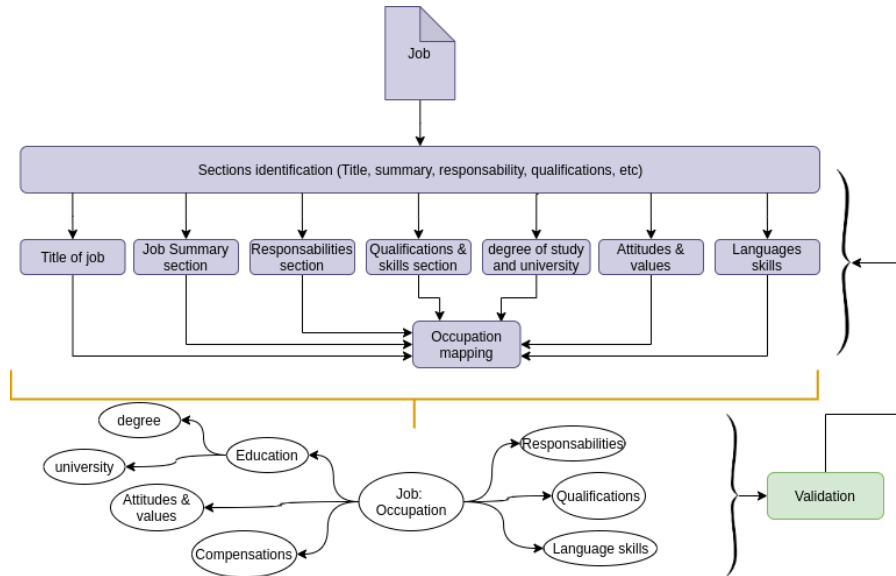 Job
Sections identification (Title, summary, responsability, qualifications, etc)
Title of job
Job Summary
section
Responsabilities
section
Qualifications &
skills section
degree of study
and university
Attitudes &
values
Languages
skills
Occupation
mapping
degree
university
Education
Attitudes &
values
Compensations
Job:
Occupation
Responsabilities
Qualifications
Language skills
Validation